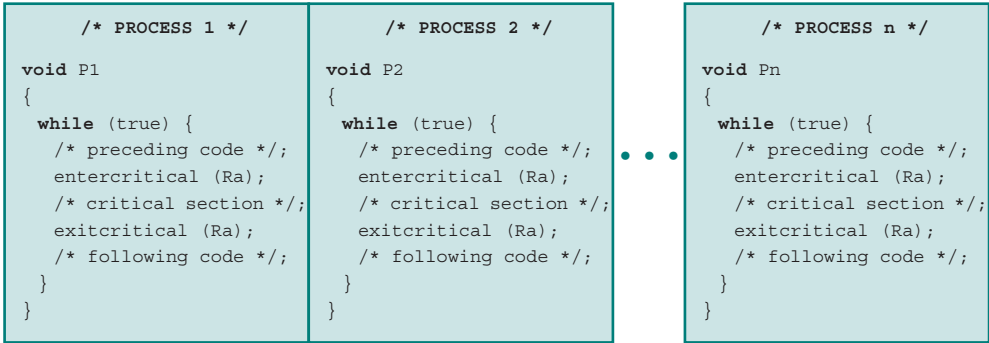 /* PROCESS 1 */
void P1
{
while (true) {
/* preceding code */;
entercritical (Ra);
/* critical section */;
exitcritical (Ra);
/* following code */;
}
}
/* PROCESS 2 */
void P2
{
while (true) {
/* preceding code */;
entercritical (Ra);
/* critical section */;
exitcritical (Ra);
/* following code */;
}
}
• • •
/* PROCESS n */
void Pn
{
while (true) {
/* preceding code */;
entercritical (Ra);
/* critical section */;
exitcritical (Ra);
/* following code */;
}
}